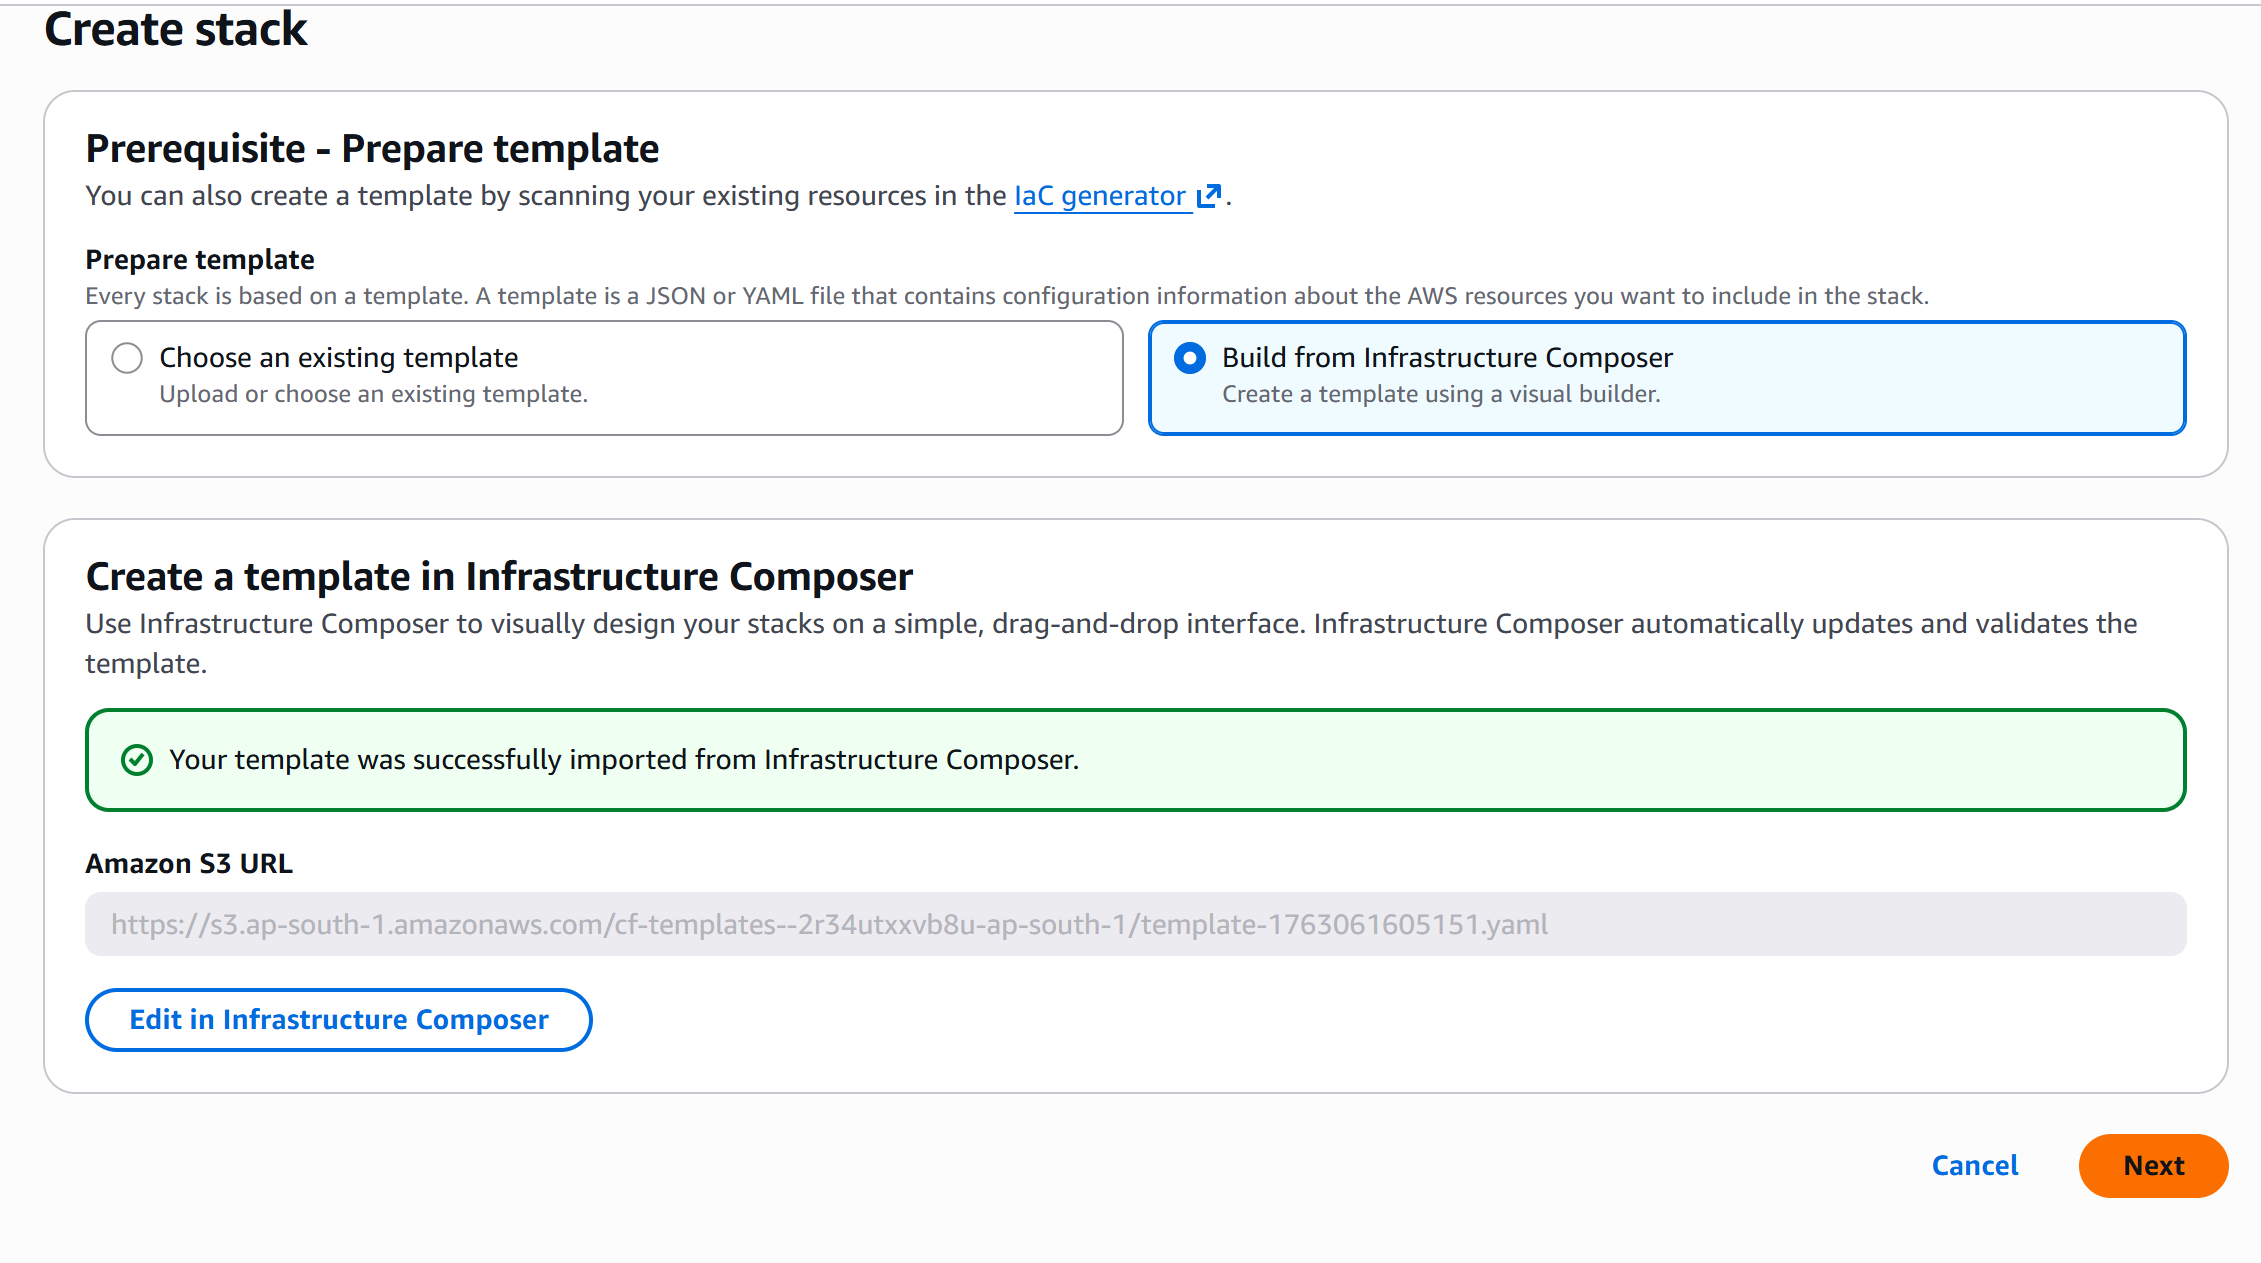 Create stack
Prerequisite - Prepare template
You can also create a template by scanning your existing resources in the IaC generator .
Prepare template
Every stack is based on a template. A template is a JSON or YAML file that contains configuration information about the AWS resources you want to include in the stack.
Choose an existing template
Upload or choose an existing template.
Build from Infrastructure Composer
Create a template using a visual builder.
Create a template in Infrastructure Composer
Use Infrastructure Composer to visually design your stacks on a simple, drag-and-drop interface. Infrastructure Composer automatically updates and validates the
template.
Your template was successfully imported from Infrastructure Composer.
Amazon S3 URL
https://s3.ap-south-1.amazonaws.com/cf-templates--2r34utxxvb8u-ap-south-1/template-1763061605151.yaml
Edit in Infrastructure Composer
Cancel
Next